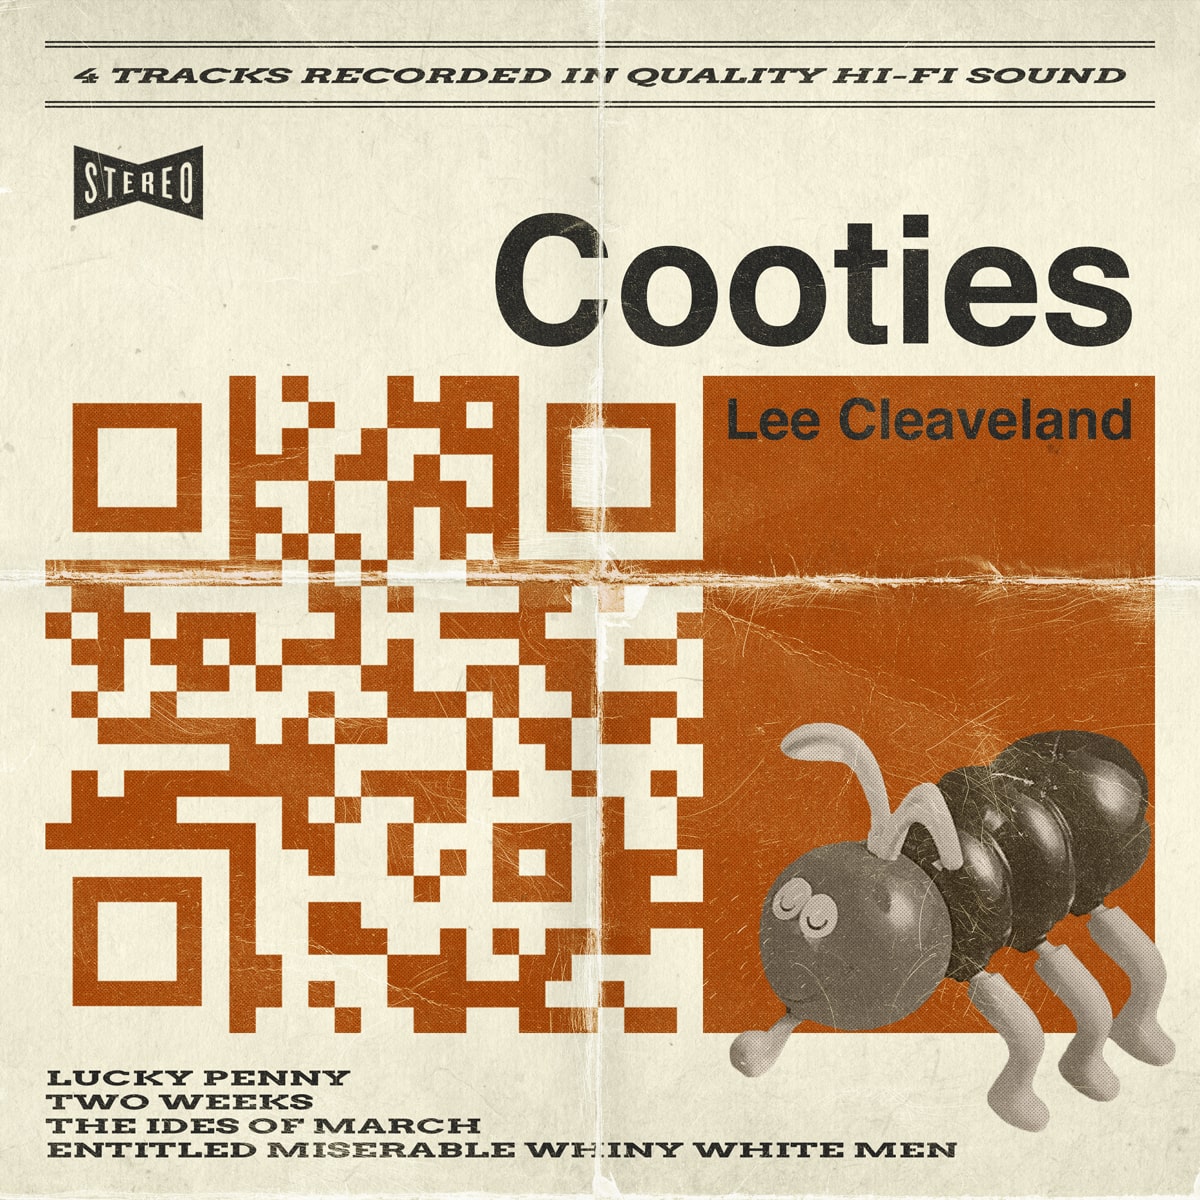 4 TRACKS RECORDED IN QUALITY HI-FI SOUND
STEREO
Cooties
Lee Cleaveland
LUCKY PENNY
TWO WEEKS
THE IDES OF MARCH
ENTITLED MISERABLE WHINY WHITE MEN